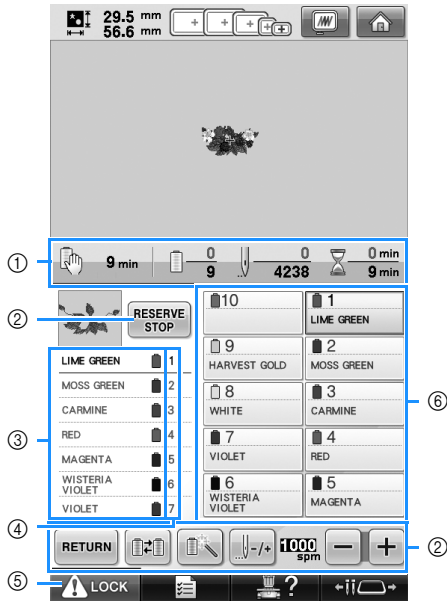 29.5 mm
56.6 mm
① 9 min 0 0 0 min
9 4238 9 min
② RESERVE STOP
10
1 LIME GREEN
9 HARVEST GOLD
2 MOSS GREEN
8 WHITE
3 CARMINE
7 VIOLET
4 RED
6 WISTERIA VIOLET
5 MAGENTA
⑥
③
LIME GREEN 1
MOSS GREEN 2
CARMINE 3
RED 4
MAGENTA 5
WISTERIA VIOLET 6
VIOLET 7
④
RETURN -/+ 1000 spm − + ②
⑤ LOCK ?